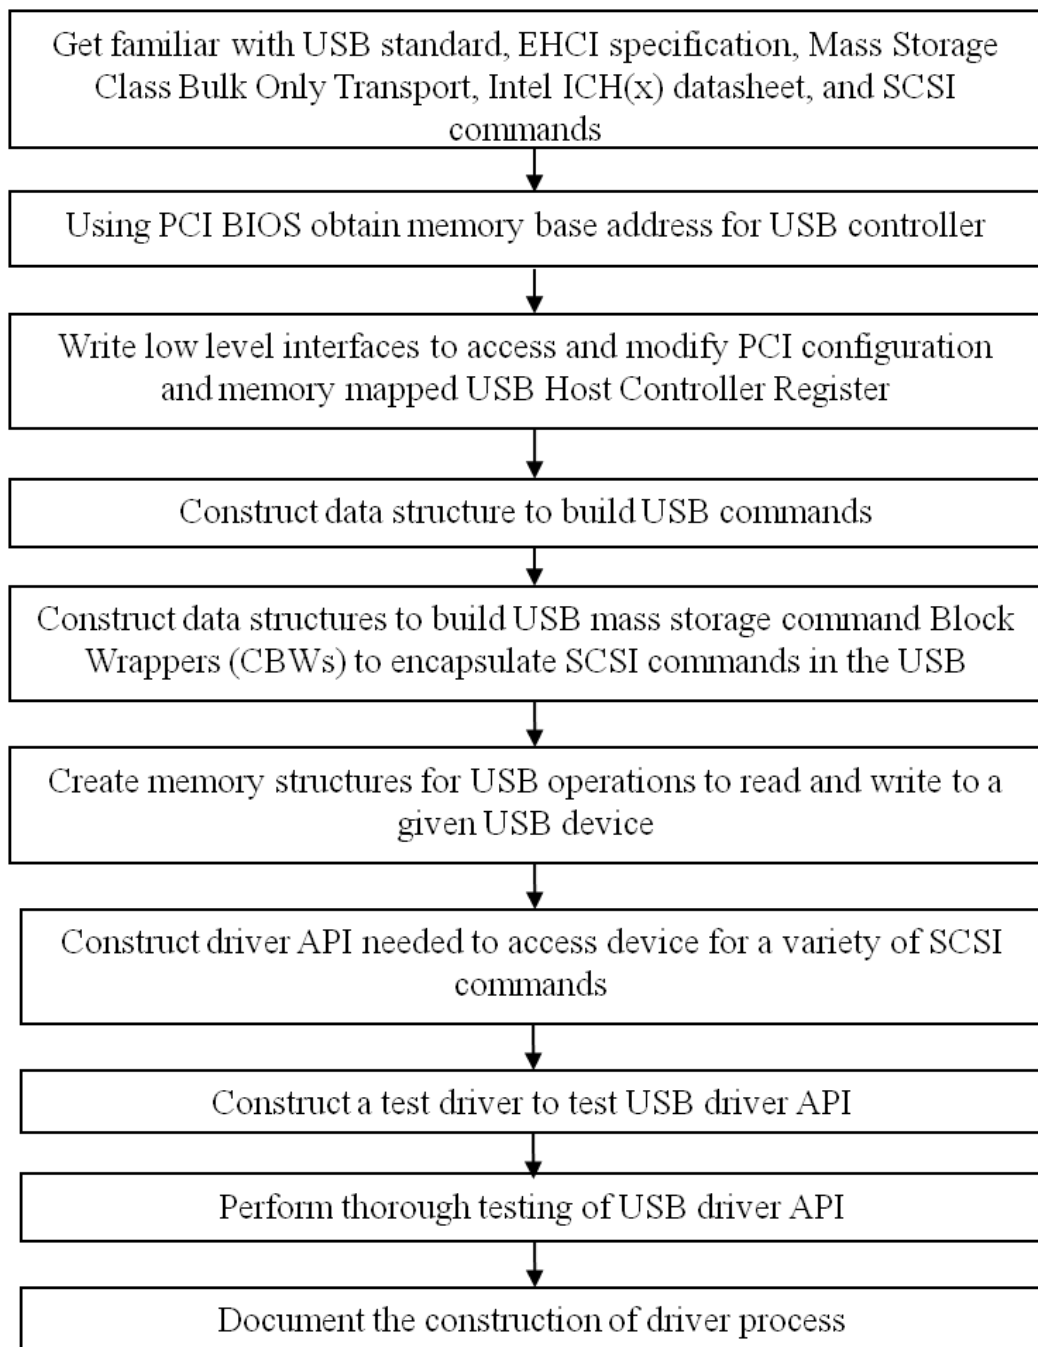 Get familiar with USB standard, EHCI specification, Mass Storage
Class Bulk Only Transport, Intel ICH(x) datasheet, and SCSI
commands
Using PCI BIOS obtain memory base address for USB controller
Write low level interfaces to access and modify PCI configuration
and memory mapped USB Host Controller Register
Construct data structure to build USB commands
Construct data structures to build USB mass storage command Block
Wrappers (CBWs) to encapsulate SCSI commands in the USB
Create memory structures for USB operations to read and write to a
given USB device
Construct driver API needed to access device for a variety of SCSI
commands
Construct a test driver to test USB driver API
Perform thorough testing of USB driver API
Document the construction of driver process